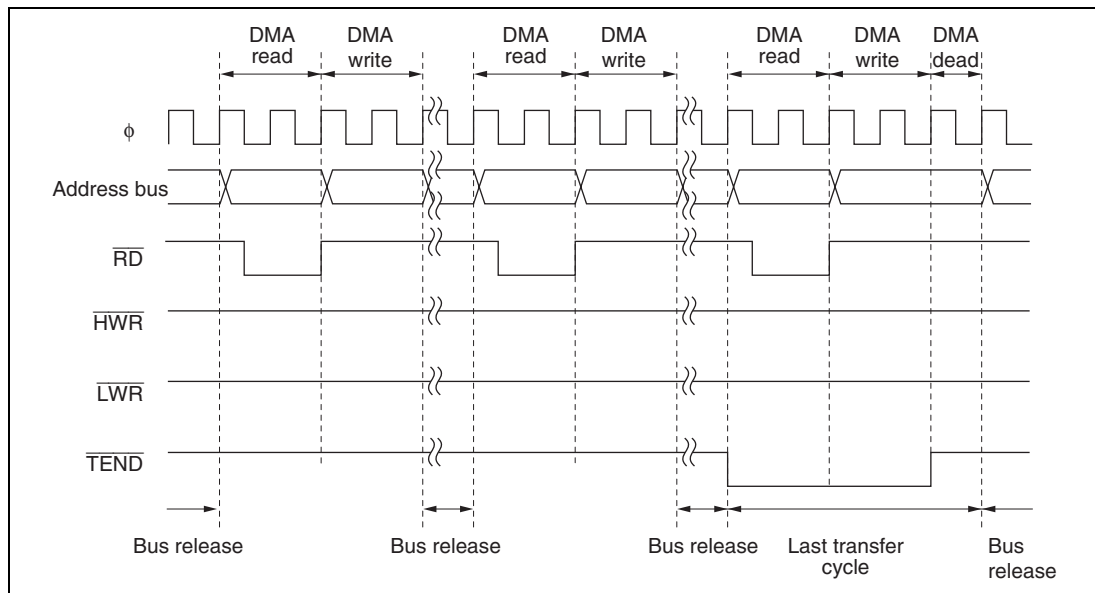 DMA read DMA write DMA read DMA write DMA read DMA write DMA dead
φ
Address bus
RD
HWR
LWR
TEND
Bus release Bus release Bus release Last transfer cycle Bus release